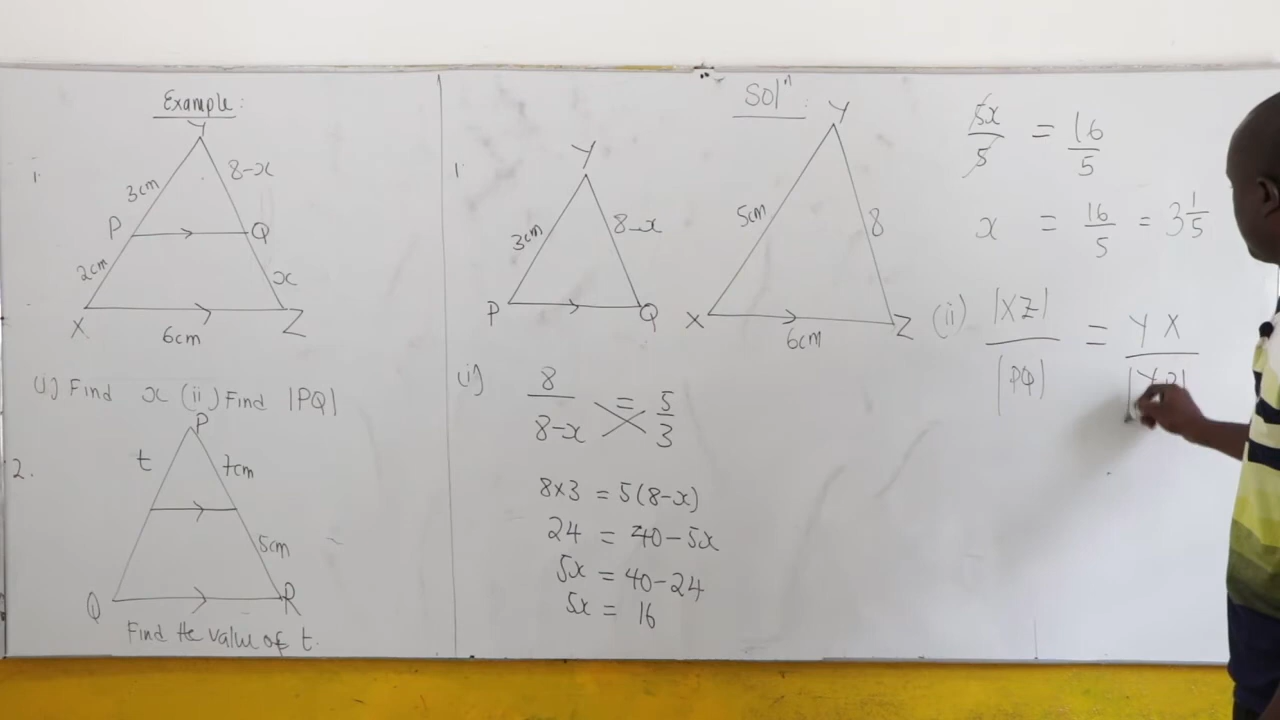 Example:
1.
Y
3cm
8-x
P
Q
2cm
x
X
Z
6cm
(i) Find x (ii) Find |PQ|
2.
P
t
7cm
5cm
Q
R
Find the value of t.
Solⁿ:
1
Y
3cm
8-x
P
Q
Y
5cm
8
X
Z
6cm
(i) 8/(8-x) = 5/3
8×3 = 5(8-x)
24 = 40-5x
5x = 40-24
5x = 16
5x/5 = 16/5
x = 16/5 = 3 1/5
(ii) |XZ|/|PQ| = YX/|YP|